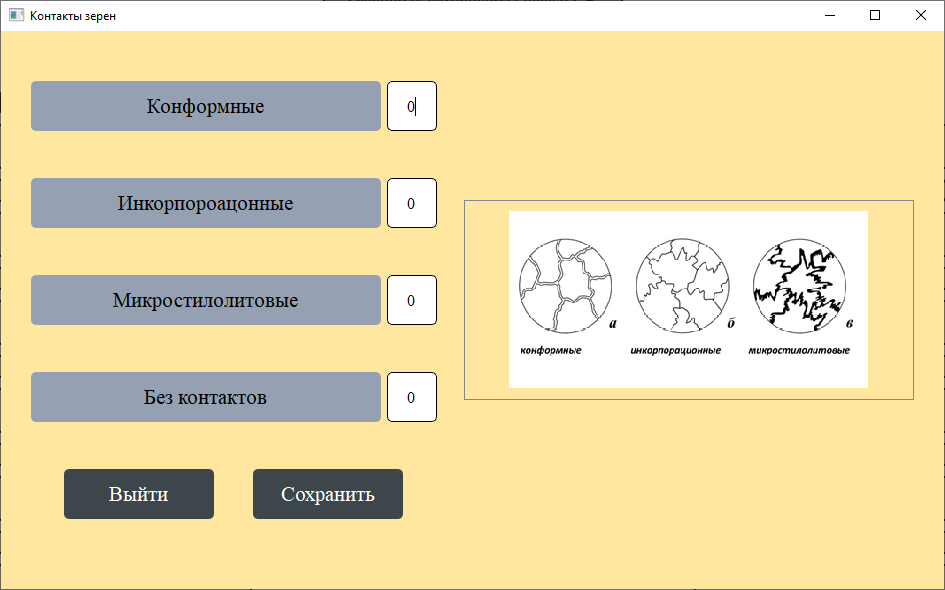 Контакты зерен
Конформные
0
Инкорпороацонные
0
Микростилолитовые
0
Без контактов
0
Выйти
Сохранить
а
б
в
конформные
инкорпорационные
микростилолитовые